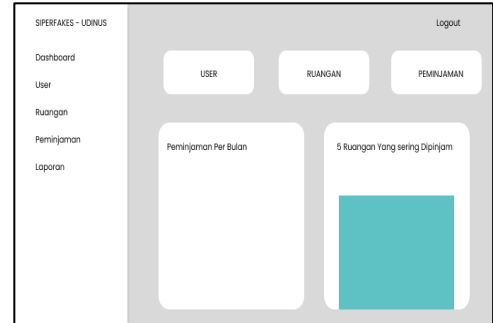 SIPERFAKES - UDINUS
Logout
Dashboard
User
Ruangan
Peminjaman
Laporan
USER
RUANGAN
PEMINJAMAN
Peminjaman Per Bulan
5 Ruangan Yang sering Dipinjam